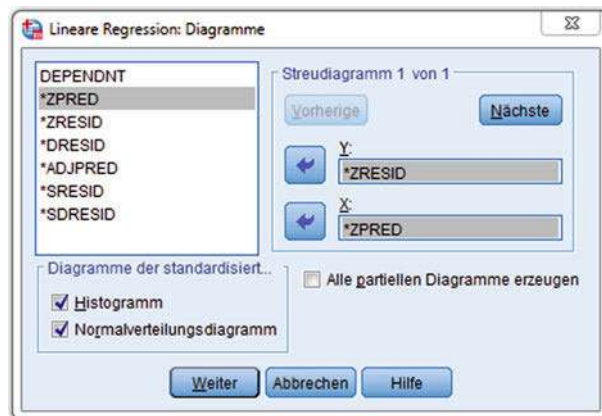 Lineare Regression: Diagramme
DEPENDNT
*ZPRED
*ZRESID
*DRESID
*ADJPRED
*SRESID
*SDRESID
Streudiagramm 1 von 1
Vorherige
Nächste
Y:
*ZRESID
X:
*ZPRED
Diagramme der standardisiert...
Histogramm
Normalverteilungsdiagramm
Alle partiellen Diagramme erzeugen
Weiter
Abbrechen
Hilfe